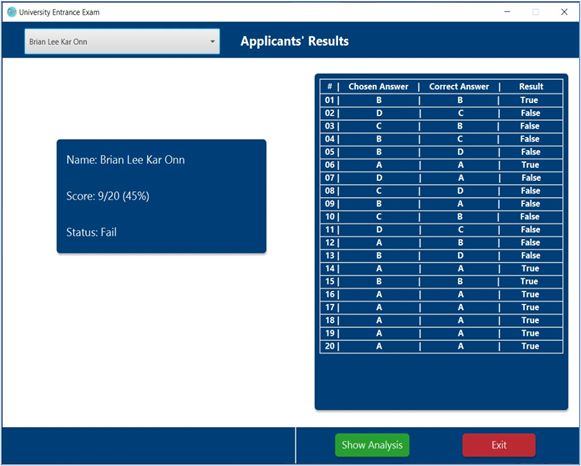 University Entrance Exam
Brian Lee Kar Onn
Applicants' Results
Name: Brian Lee Kar Onn
Score: 9/20 (45%)
Status: Fail
# | Chosen Answer | Correct Answer | Result
01 | B | B | True
02 | D | C | False
03 | C | B | False
04 | B | C | False
05 | B | D | False
06 | A | A | True
07 | D | A | False
08 | C | D | False
09 | B | A | False
10 | C | B | False
11 | D | C | False
12 | A | B | False
13 | B | D | False
14 | A | A | True
15 | B | B | True
16 | A | A | True
17 | A | A | True
18 | A | A | True
19 | A | A | True
20 | A | A | True
Show Analysis
Exit